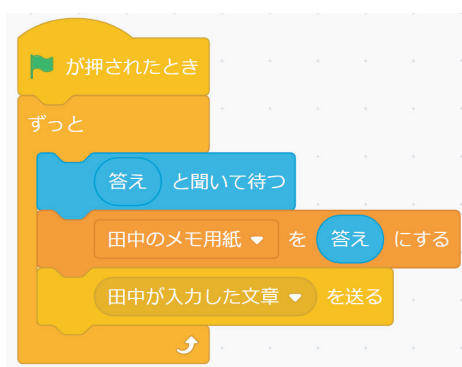 が押されたとき
ずっと
答え と聞いて待つ
田中のメモ用紙 を 答え にする
田中が入力した文章 を送る